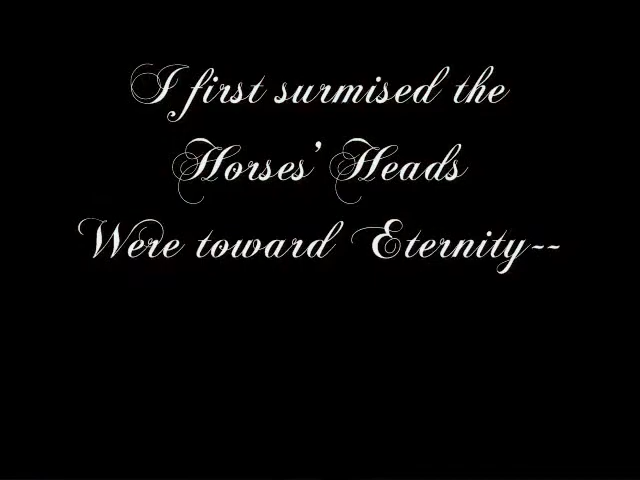 I first surmised the
Horses' Heads
Were toward Eternity--